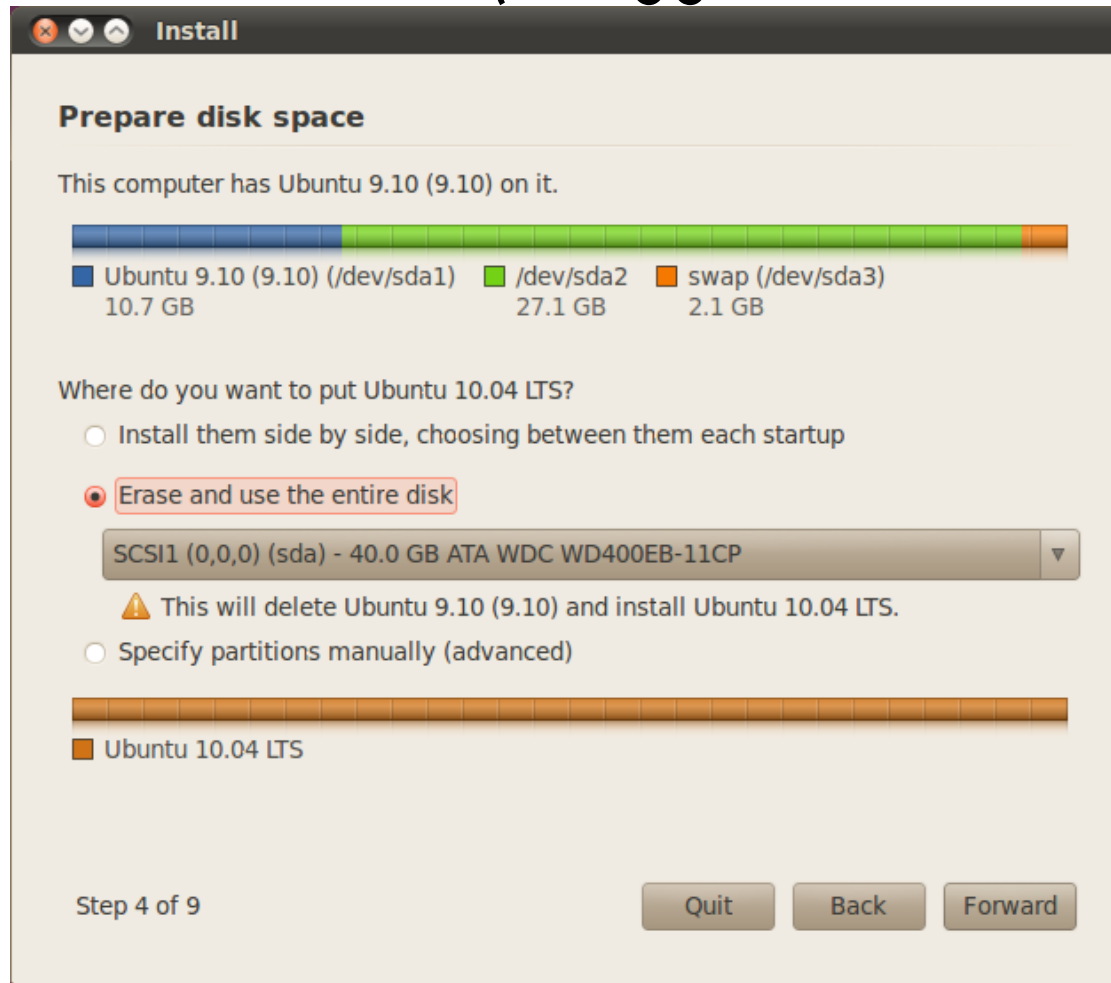 Install
Prepare disk space
This computer has Ubuntu 9.10 (9.10) on it.
Ubuntu 9.10 (9.10) (/dev/sda1) /dev/sda2 swap (/dev/sda3)
10.7 GB 27.1 GB 2.1 GB
Where do you want to put Ubuntu 10.04 LTS?
Install them side by side, choosing between them each startup
Erase and use the entire disk
SCSI1 (0,0,0) (sda) - 40.0 GB ATA WDC WD400EB-11CP
This will delete Ubuntu 9.10 (9.10) and install Ubuntu 10.04 LTS.
Specify partitions manually (advanced)
Ubuntu 10.04 LTS
Step 4 of 9 Quit Back Forward